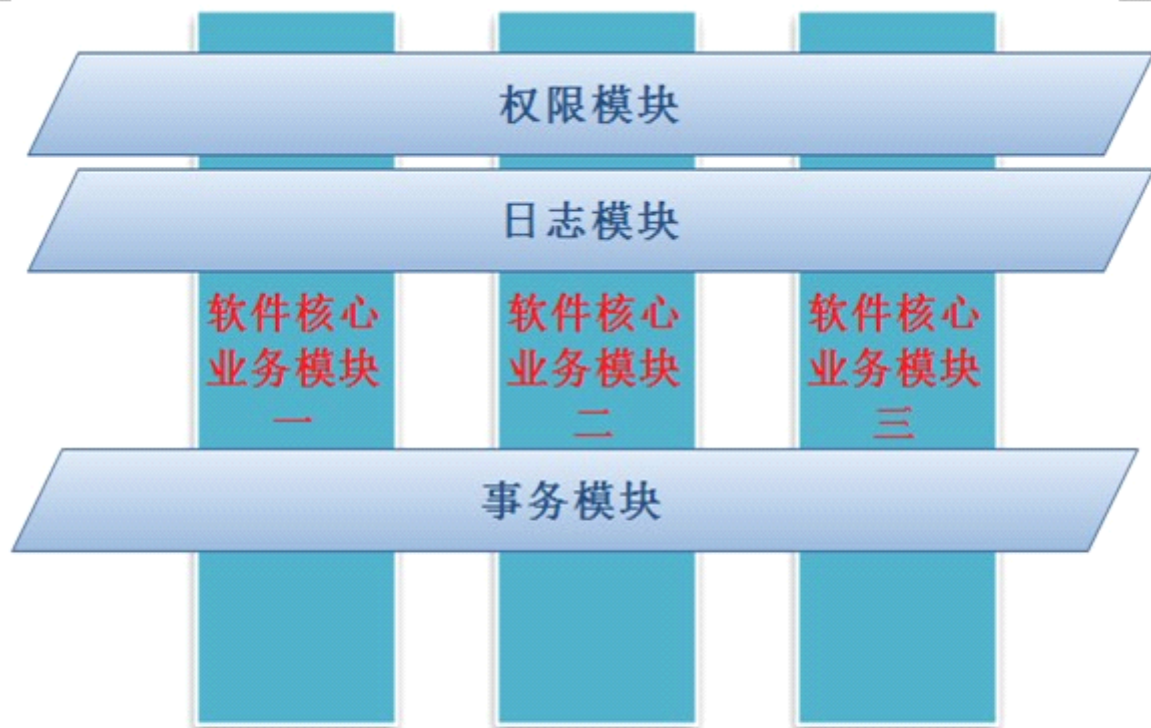 权限模块
日志模块
软件核心
业务模块
一
软件核心
业务模块
二
软件核心
业务模块
三
事务模块